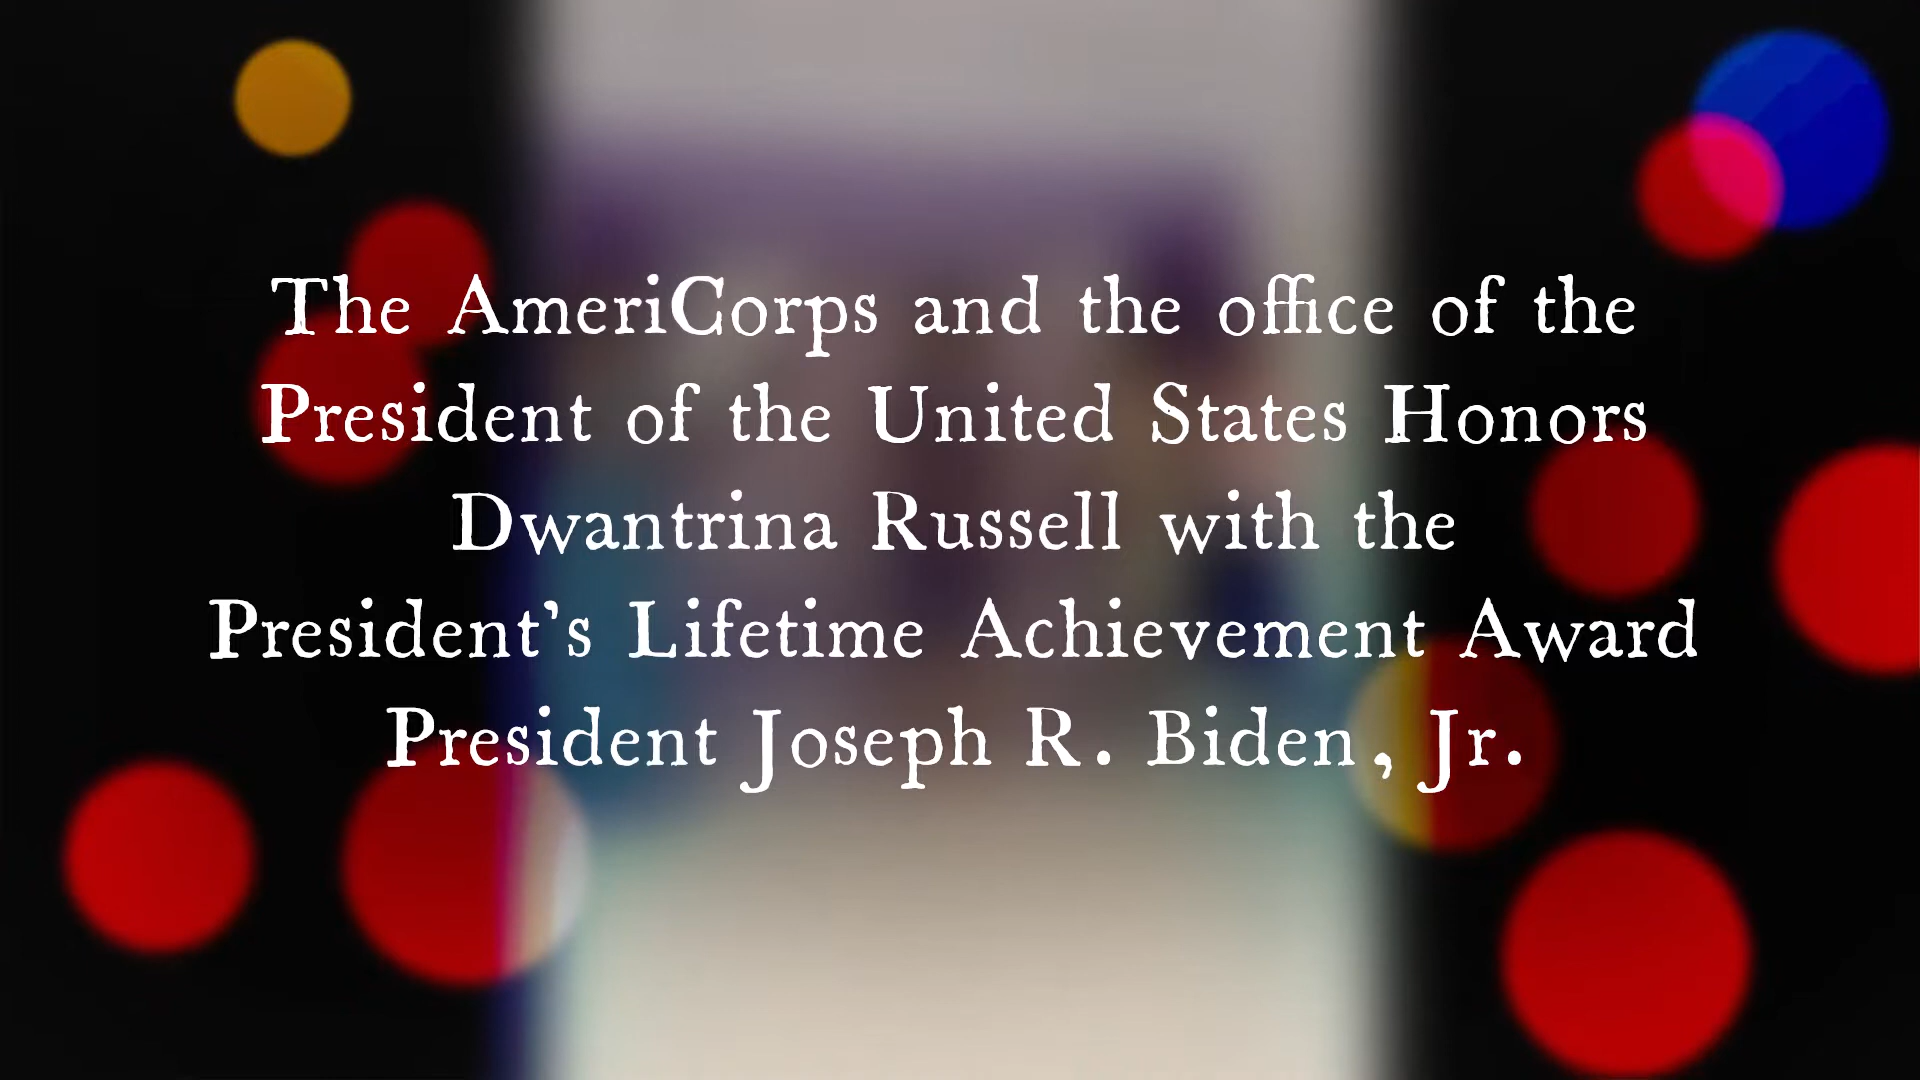 The AmeriCorps and the office of the
President of the United States Honors
Dwantrina Russell with the
President’s Lifetime Achievement Award
President Joseph R. Biden, Jr.